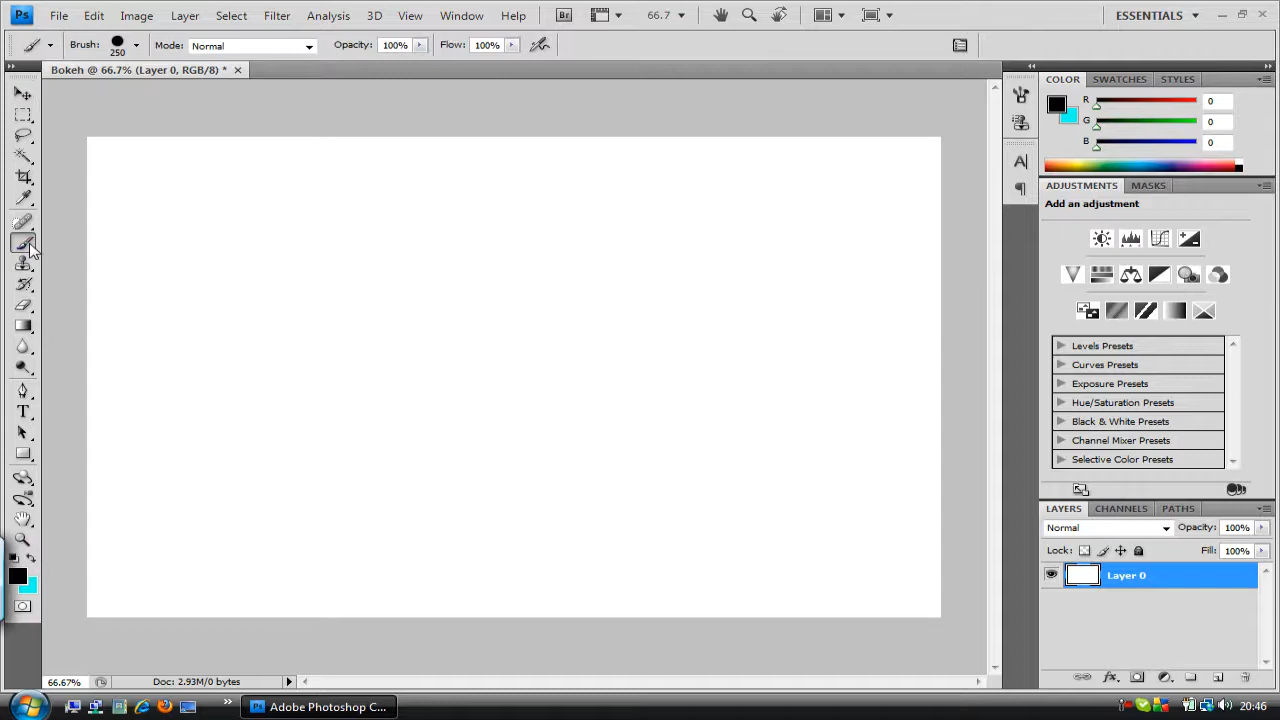 Ps File Edit Image Layer Select Filter Analysis 3D View Window Help Br 66.7 ESSENTIALS
Brush: 250 Mode: Normal Opacity: 100% Flow: 100%
Bokeh @ 66.7% (Layer 0, RGB/8) *
COLOR SWATCHES STYLES
R 0
G 0
B 0
A
ADJUSTMENTS MASKS
Add an adjustment
Levels Presets
Curves Presets
Exposure Presets
Hue/Saturation Presets
Black & White Presets
Channel Mixer Presets
Selective Color Presets
T
LAYERS CHANNELS PATHS
Normal Opacity: 100%
Lock: Fill: 100%
Layer 0
fx
66.67% Doc: 2.93M/0 bytes
Ps Adobe Photoshop C... 20:46